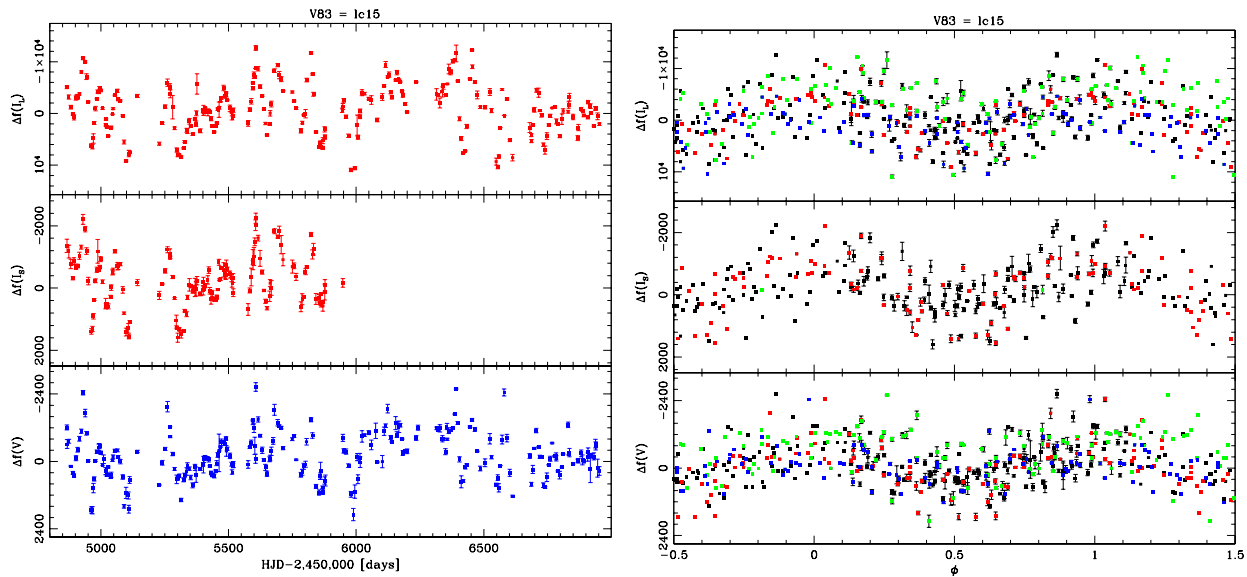 V83 = lc15
Δf(I_L)
−1×10⁴
0
10⁴
Δf(I_S)
−2000
0
2000
Δf(V)
−2400
0
2400
5000 5500 6000 6500
HJD−2,450,000 [days]
V83 = lc15
Δf(I_L)
−1×10⁴
0
10⁴
Δf(I_S)
−2000
0
2000
Δf(V)
−2400
0
2400
−0.5 0 0.5 1 1.5
φ